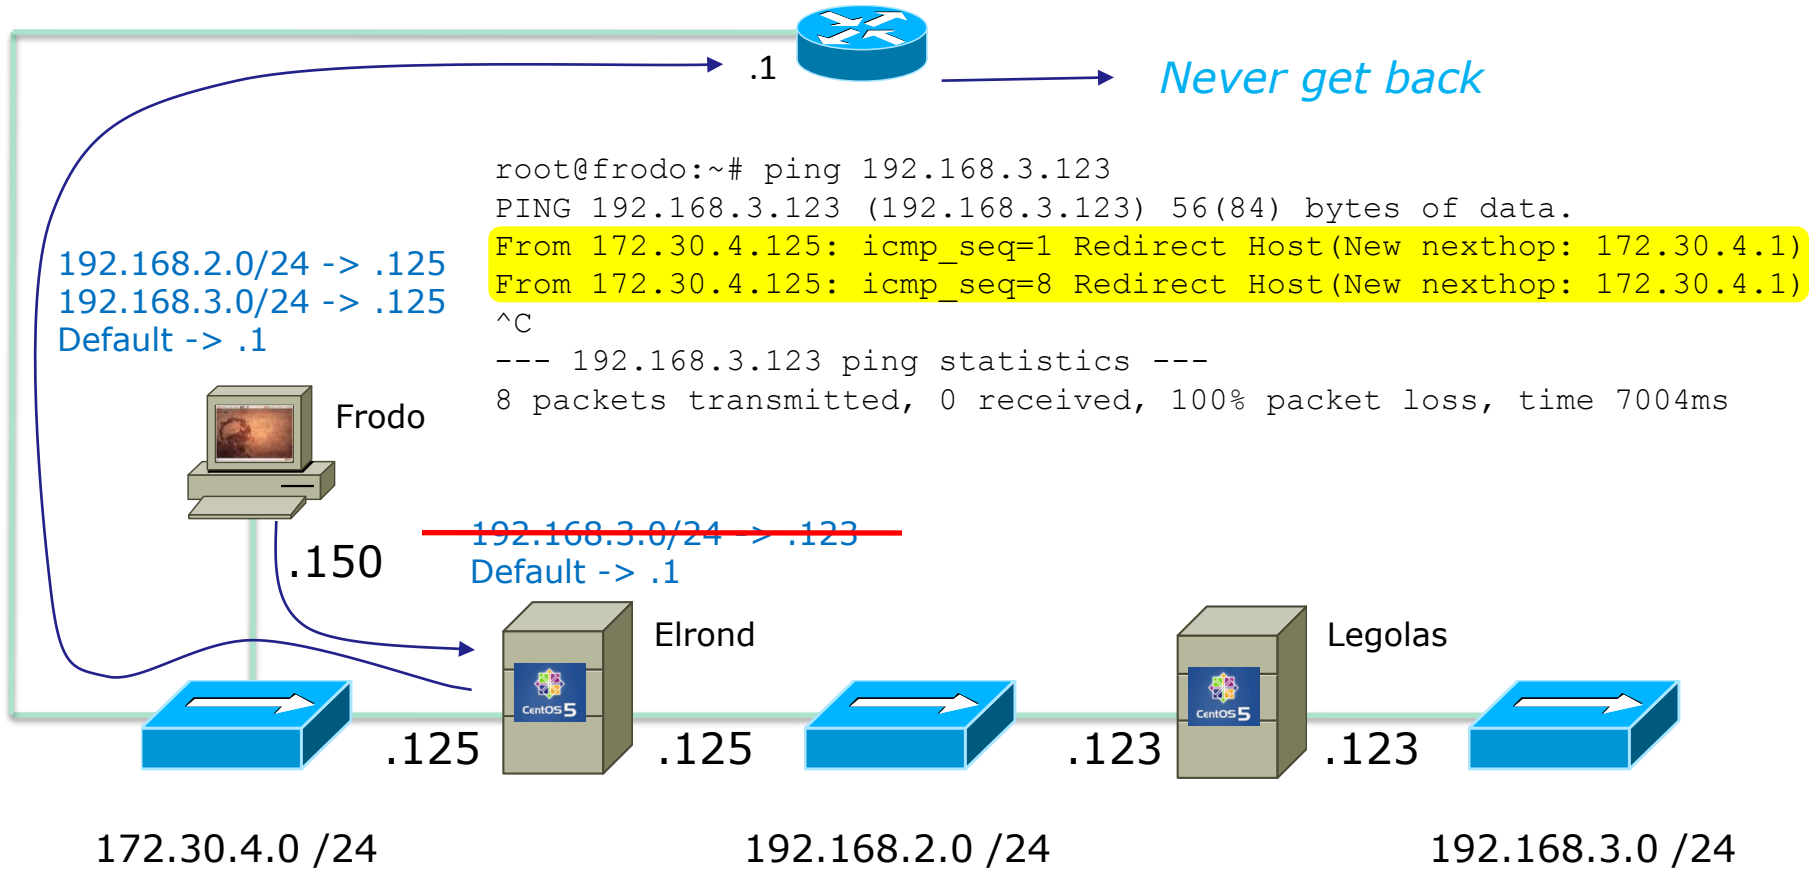 .1
Never get back
root@frodo:~# ping 192.168.3.123
PING 192.168.3.123 (192.168.3.123) 56(84) bytes of data.
From 172.30.4.125: icmp_seq=1 Redirect Host(New nexthop: 172.30.4.1)
From 172.30.4.125: icmp_seq=8 Redirect Host(New nexthop: 172.30.4.1)
^C
--- 192.168.3.123 ping statistics ---
8 packets transmitted, 0 received, 100% packet loss, time 7004ms
192.168.2.0/24 -> .125
192.168.3.0/24 -> .125
Default -> .1
Frodo
.150
192.168.3.0/24 -> .123
Default -> .1
Elrond
Legolas
CentOS 5
CentOS 5
.125
.125
.123
.123
172.30.4.0 /24
192.168.2.0 /24
192.168.3.0 /24